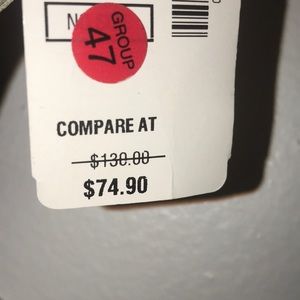 GROUP
47
COMPARE AT
$130.00
$74.90